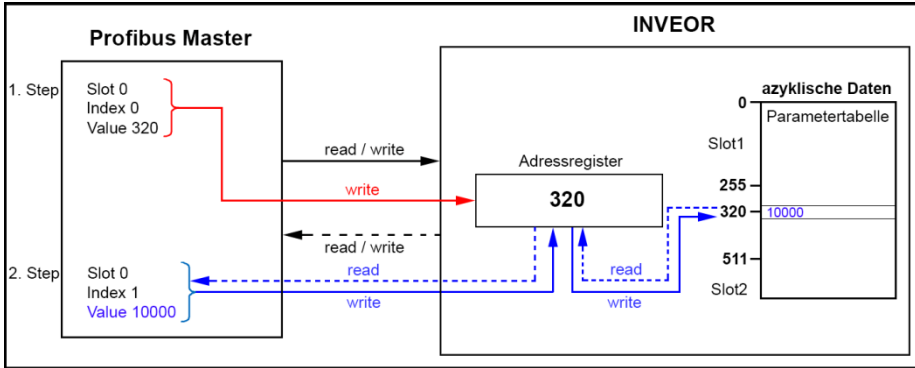 Profibus Master
INVEOR
1. Step
Slot 0
Index 0
Value 320
read / write
write
read / write
2. Step
Slot 0
Index 1
Value 10000
read
write
Adressregister
320
read
write
azyklische Daten
Parametertabelle
0
Slot1
255
320
10000
511
Slot2